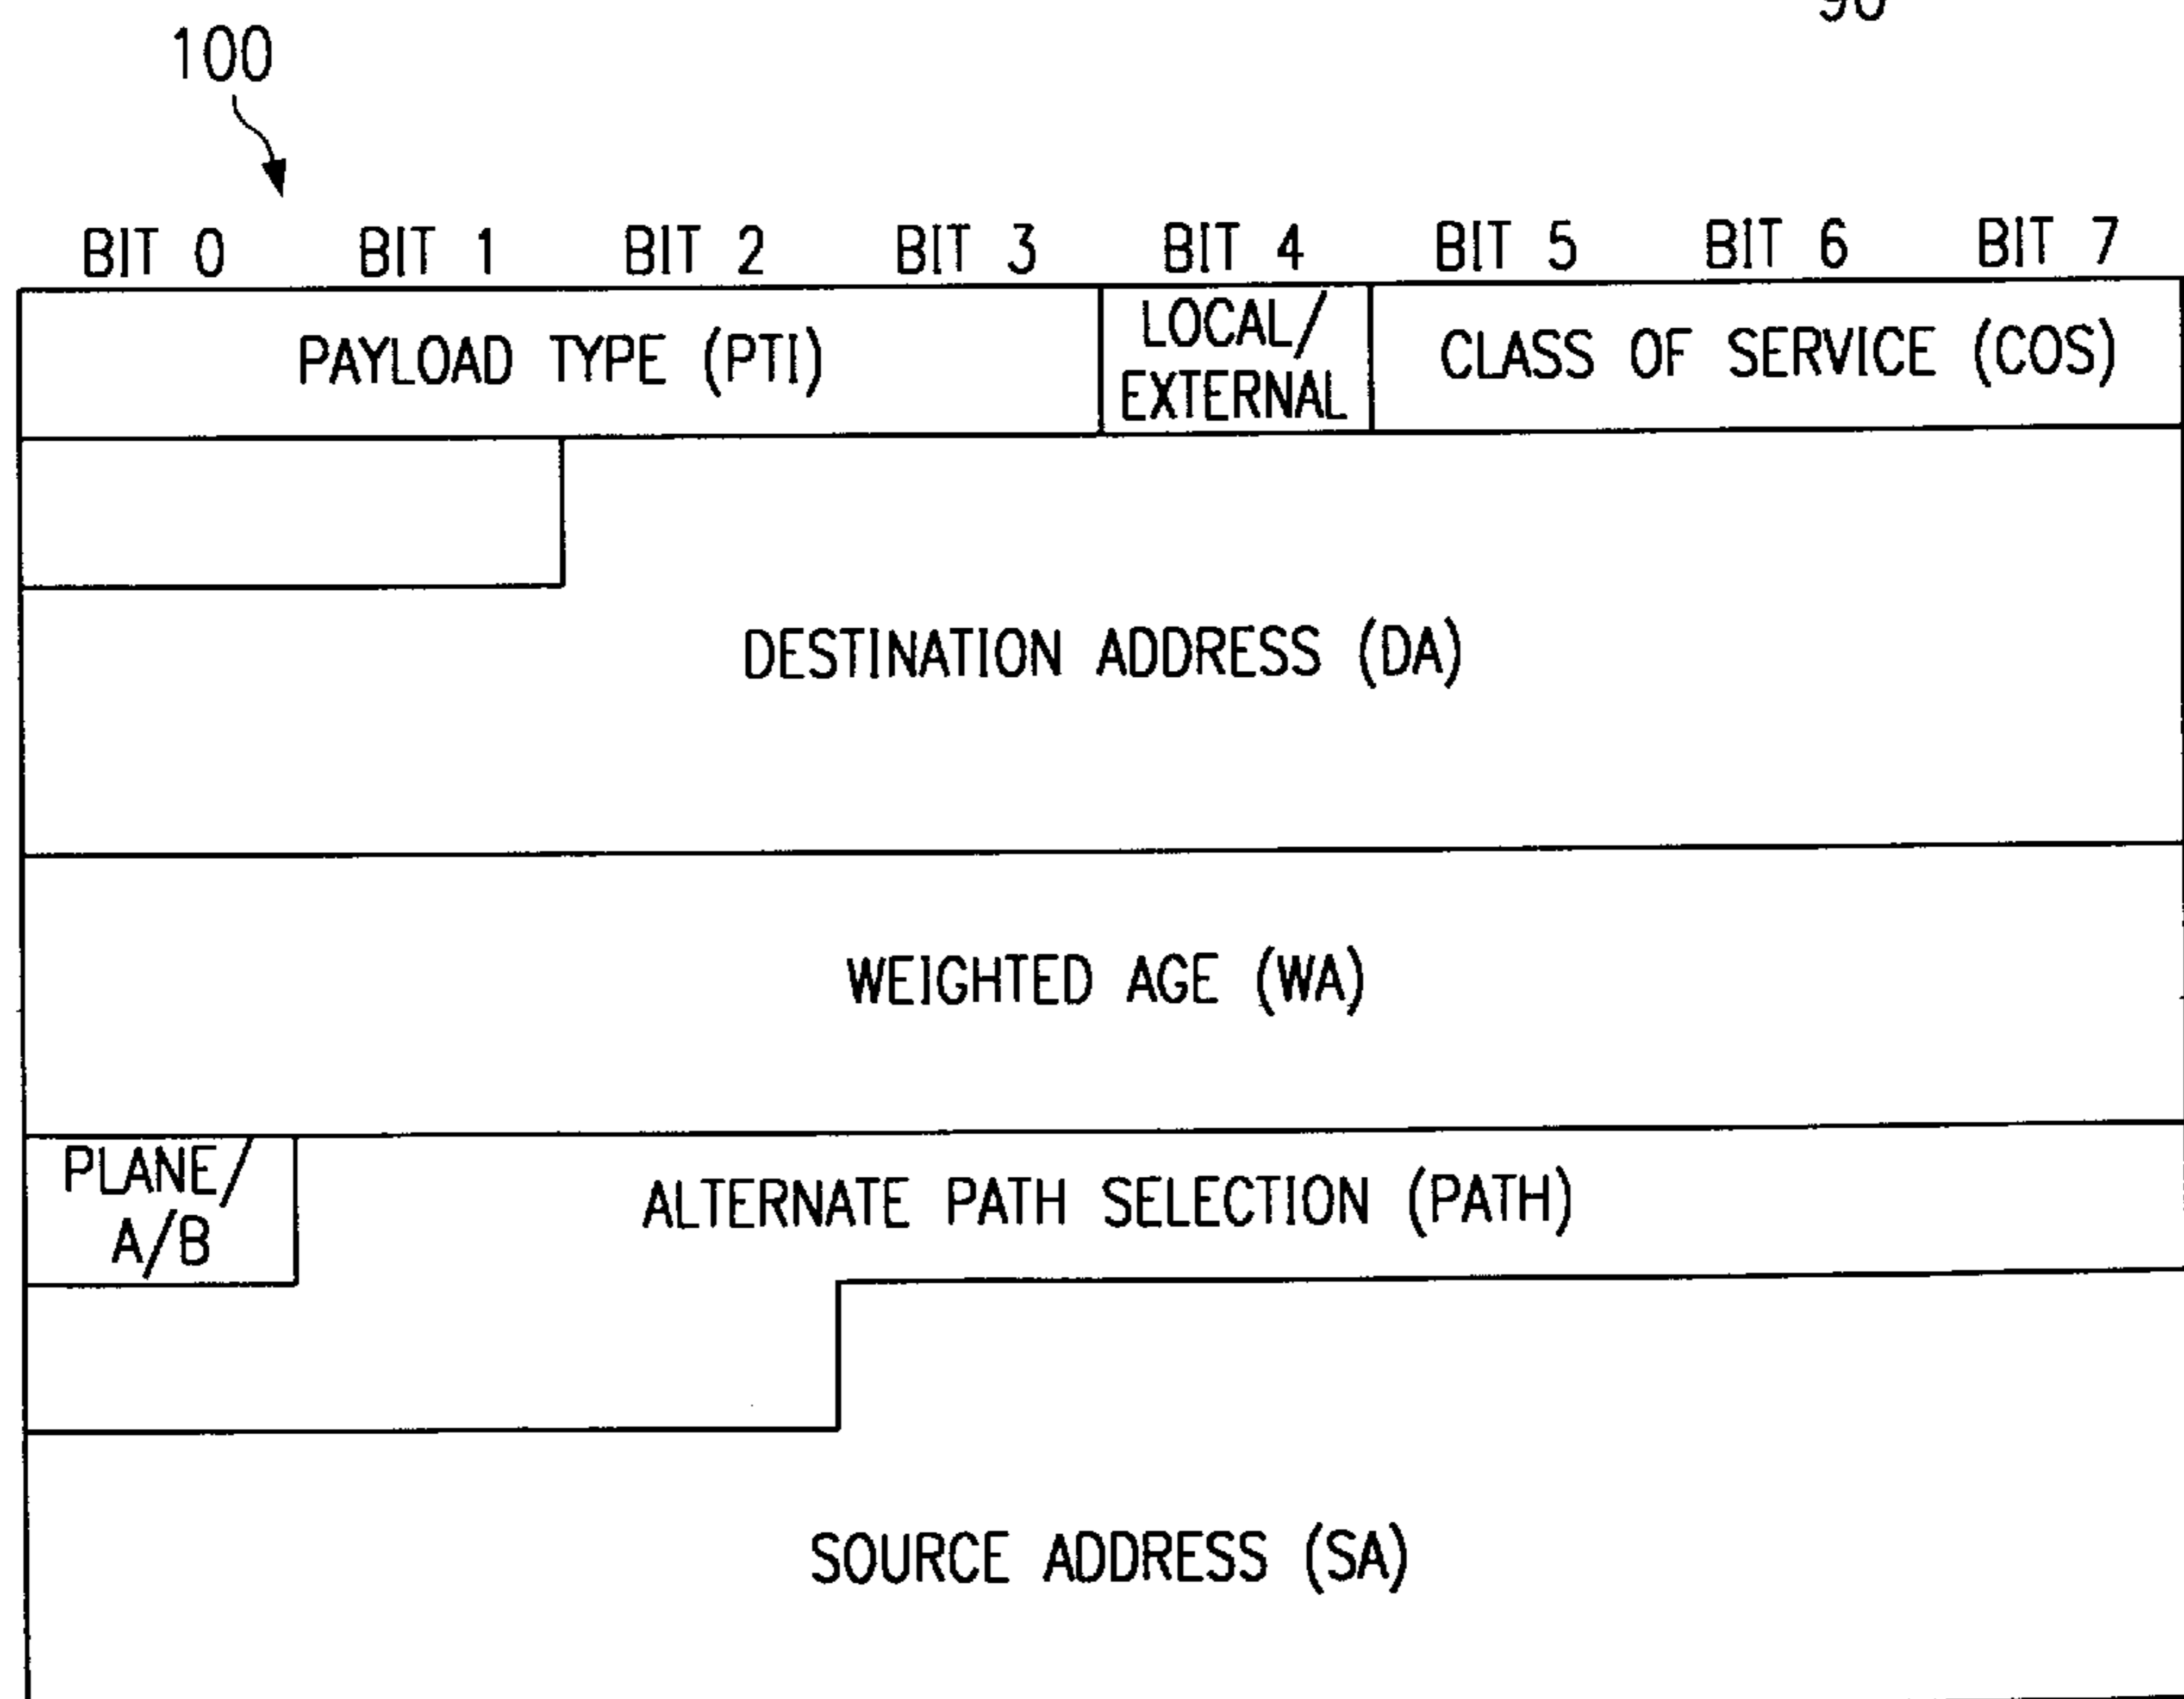 100
BIT 0 BIT 1 BIT 2 BIT 3 BIT 4 BIT 5 BIT 6 BIT 7
PAYLOAD TYPE (PTI)
LOCAL/
EXTERNAL
CLASS OF SERVICE (COS)
DESTINATION ADDRESS (DA)
WEIGHTED AGE (WA)
PLANE/
A/B
ALTERNATE PATH SELECTION (PATH)
SOURCE ADDRESS (SA)